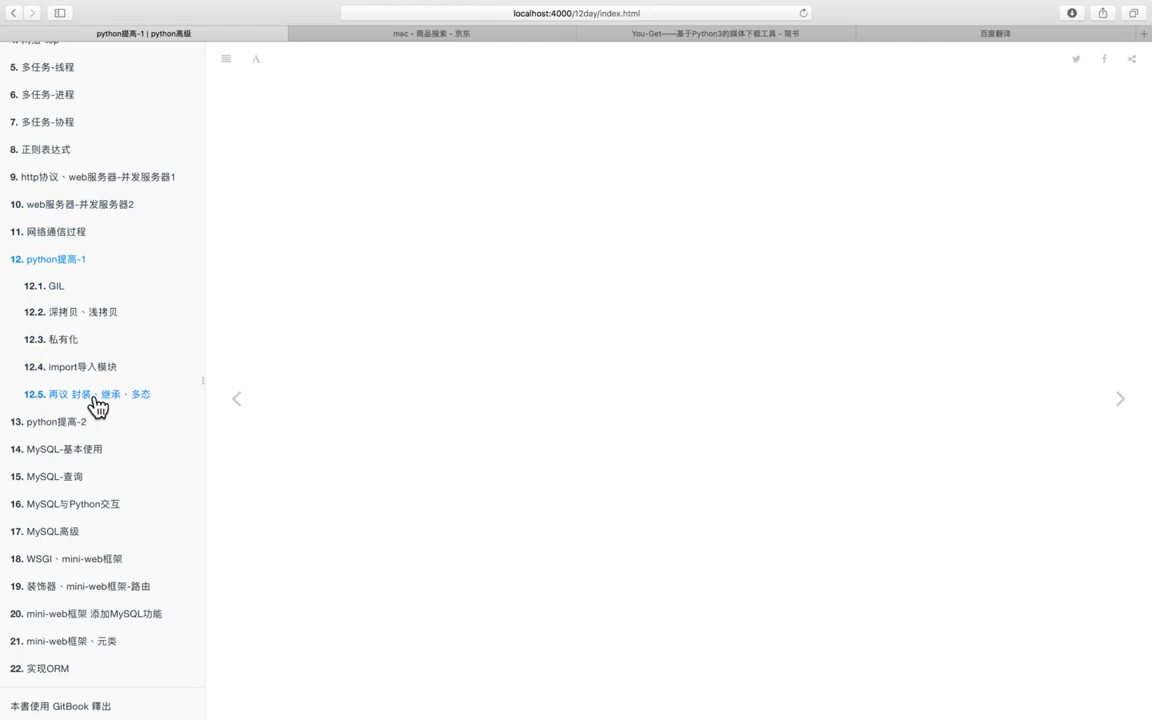 localhost:4000/12day/index.html
python提高-1 | python高级
mac - 商品搜索 - 京东
You-Get——基于Python3的媒体下载工具 - 简书
百度翻译
5. 多任务-线程
6. 多任务-进程
7. 多任务-协程
8. 正则表达式
9. http协议、web服务器-并发服务器1
10. web服务器-并发服务器2
11. 网络通信过程
12. python提高-1
12.1. GIL
12.2. 深拷贝、浅拷贝
12.3. 私有化
12.4. import导入模块
12.5. 再议 封装、继承、多态
13. python提高-2
14. MySQL-基本使用
15. MySQL-查询
16. MySQL与Python交互
17. MySQL高级
18. WSGI、mini-web框架
19. 装饰器、mini-web框架-路由
20. mini-web框架 添加MySQL功能
21. mini-web框架、元类
22. 实现ORM
本書使用 GitBook 釋出
A